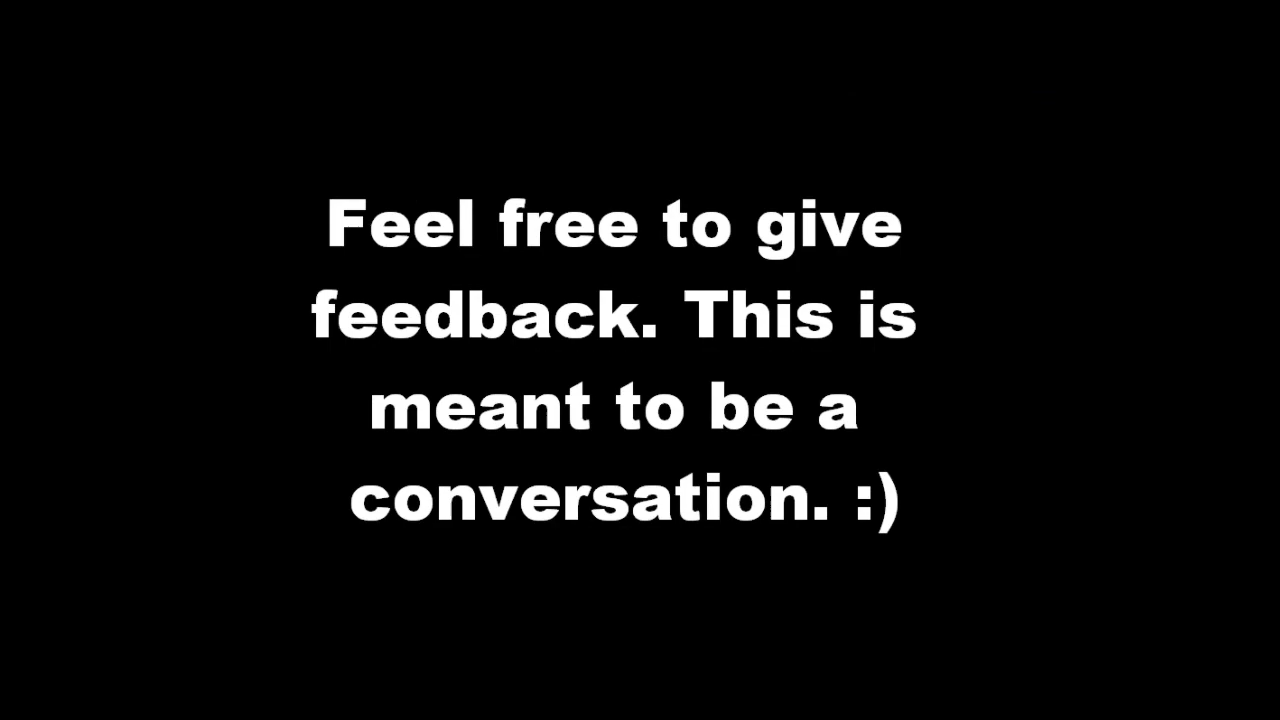 Feel free to give
feedback. This is
meant to be a
conversation. :)